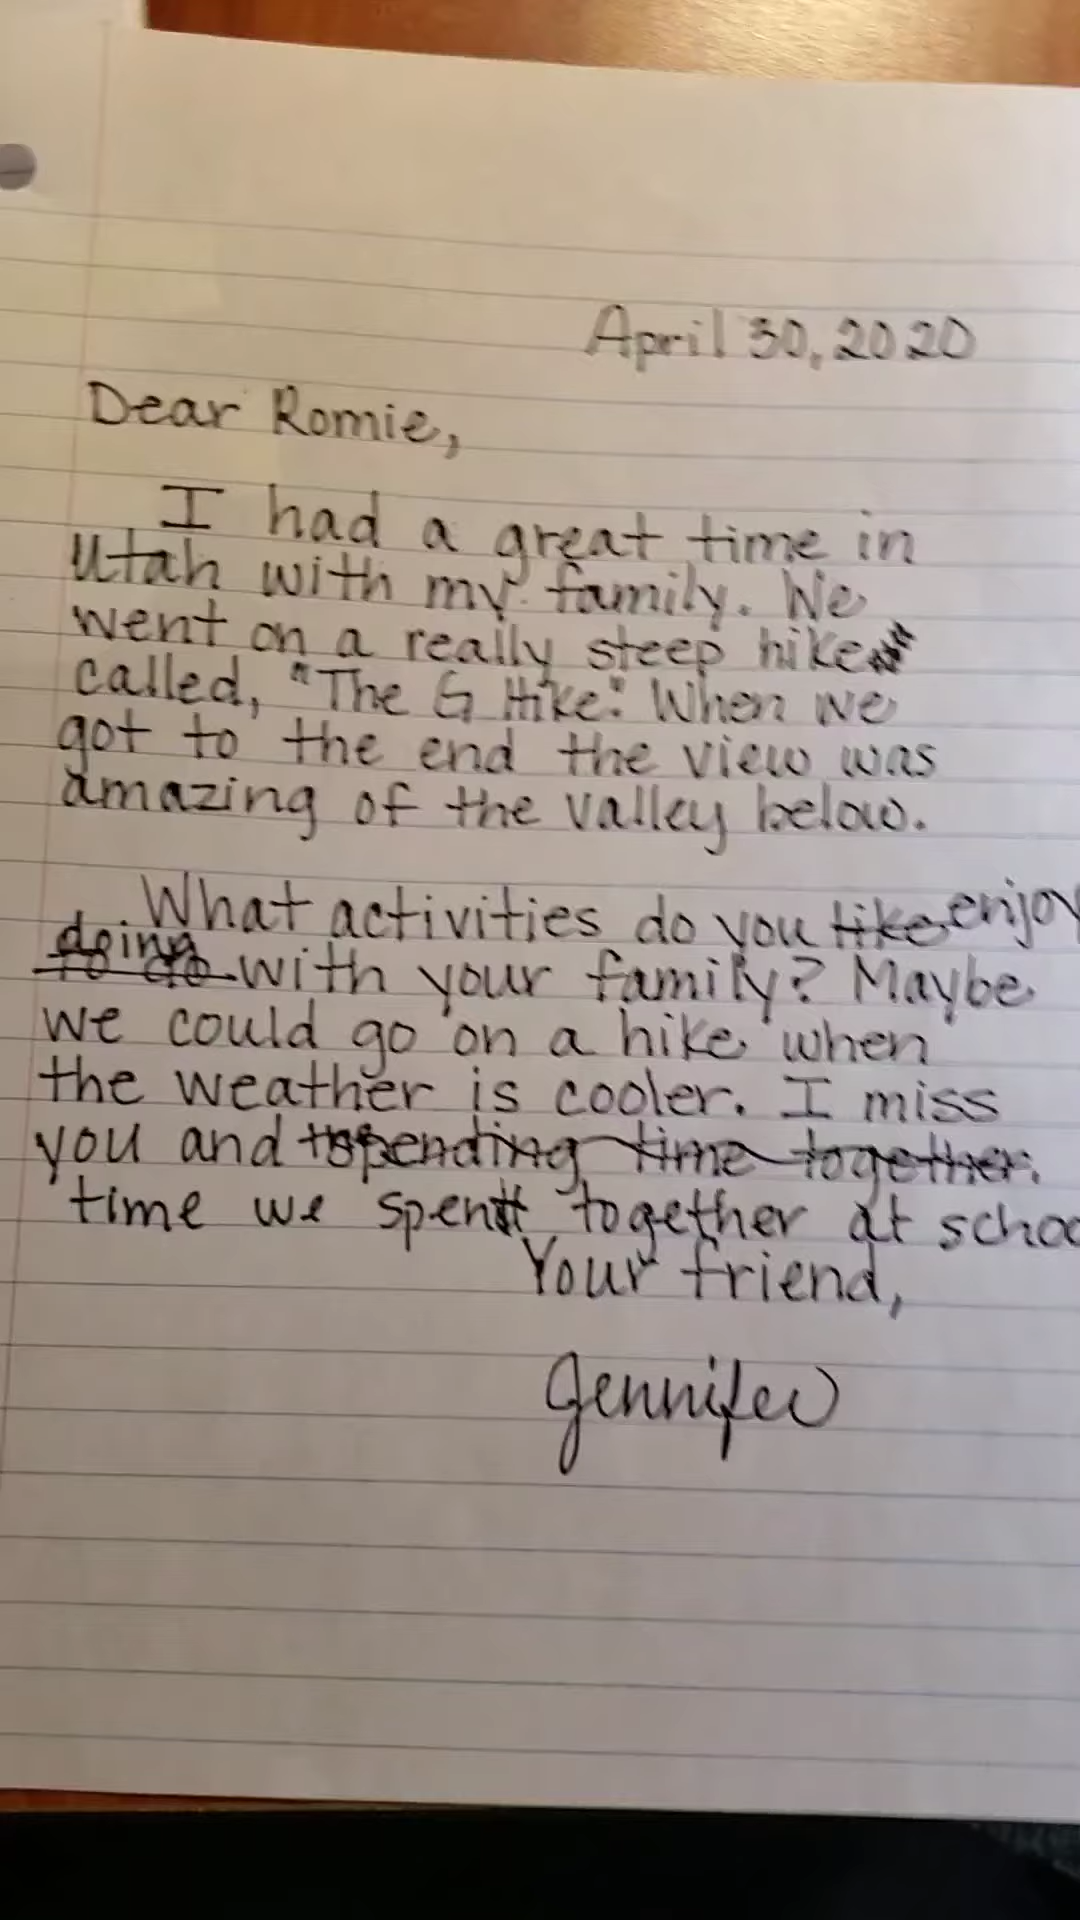 April 30, 2020
Dear Romie,
I had a great time in
Utah with my family. We
went on a really steep hike
called, "The G Hike." When we
got to the end the view was
amazing of the valley below.
What activities do you like enjoy
doing
to do with your family? Maybe
we could go on a hike when
the weather is cooler. I miss
you and spending time together.
time we spent together at schoo
Your friend,
Jennifer